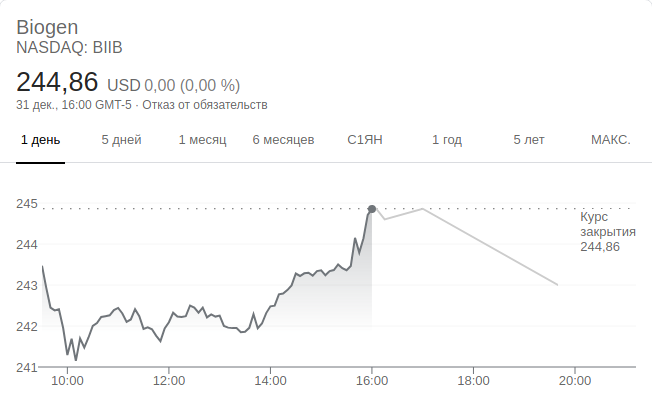 Biogen
NASDAQ: BIIB
244,86 USD 0,00 (0,00 %)
31 дек., 16:00 GMT-5 · Отказ от обязательств
1 день 5 дней 1 месяц 6 месяцев С1ЯН 1 год 5 лет МАКС.
245
Курс
закрытия
244,86
244
243
242
241
10:00 12:00 14:00 16:00 18:00 20:00